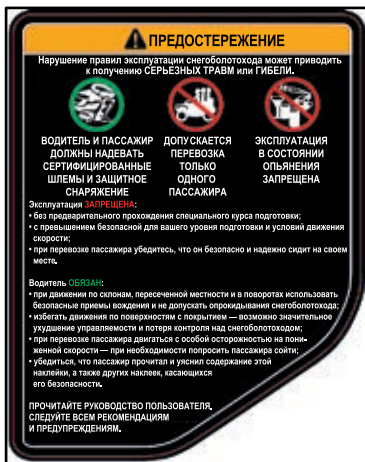 ПРЕДОСТЕРЕЖЕНИЕ
Нарушение правил эксплуатации снегоболотохода может приводить
к получению СЕРЬЕЗНЫХ ТРАВМ или ГИБЕЛИ.
ВОДИТЕЛЬ И ПАССАЖИР
ДОЛЖНЫ НАДЕВАТЬ
СЕРТИФИЦИРОВАННЫЕ
ШЛЕМЫ И ЗАЩИТНОЕ
СНАРЯЖЕНИЕ
ДОПУСКАЕТСЯ
ПЕРЕВОЗКА
ТОЛЬКО
ОДНОГО
ПАССАЖИРА
ЭКСПЛУАТАЦИЯ
В СОСТОЯНИИ
ОПЬЯНЕНИЯ
ЗАПРЕЩЕНА
Эксплуатация ЗАПРЕЩЕНА:
• без предварительного прохождения специального курса подготовки;
• с превышением безопасной для вашего уровня подготовки и условий движения
скорости;
• при перевозке пассажира убедитесь, что он безопасно и надежно сидит на своем
месте.
Водитель ОБЯЗАН:
• при движении по склонам, пересеченной местности и в поворотах использовать
безопасные приемы вождения и не допускать опрокидывания снегоболотохода;
• избегать движения по поверхностям с покрытием — возможно значительное
ухудшение управляемости и потеря контроля над снегоболотоходом;
• при перевозке пассажира двигаться с особой осторожностью на пони-
женной скорости — при необходимости попросить пассажира сойти;
• убедиться, что пассажир прочитал и уяснил содержание этой
наклейки, а также других наклеек, касающихся
его безопасности.
ПРОЧИТАЙТЕ РУКОВОДСТВО ПОЛЬЗОВАТЕЛЯ.
СЛЕДУЙТЕ ВСЕМ РЕКОМЕНДАЦИЯМ
И ПРЕДУПРЕЖДЕНИЯМ.